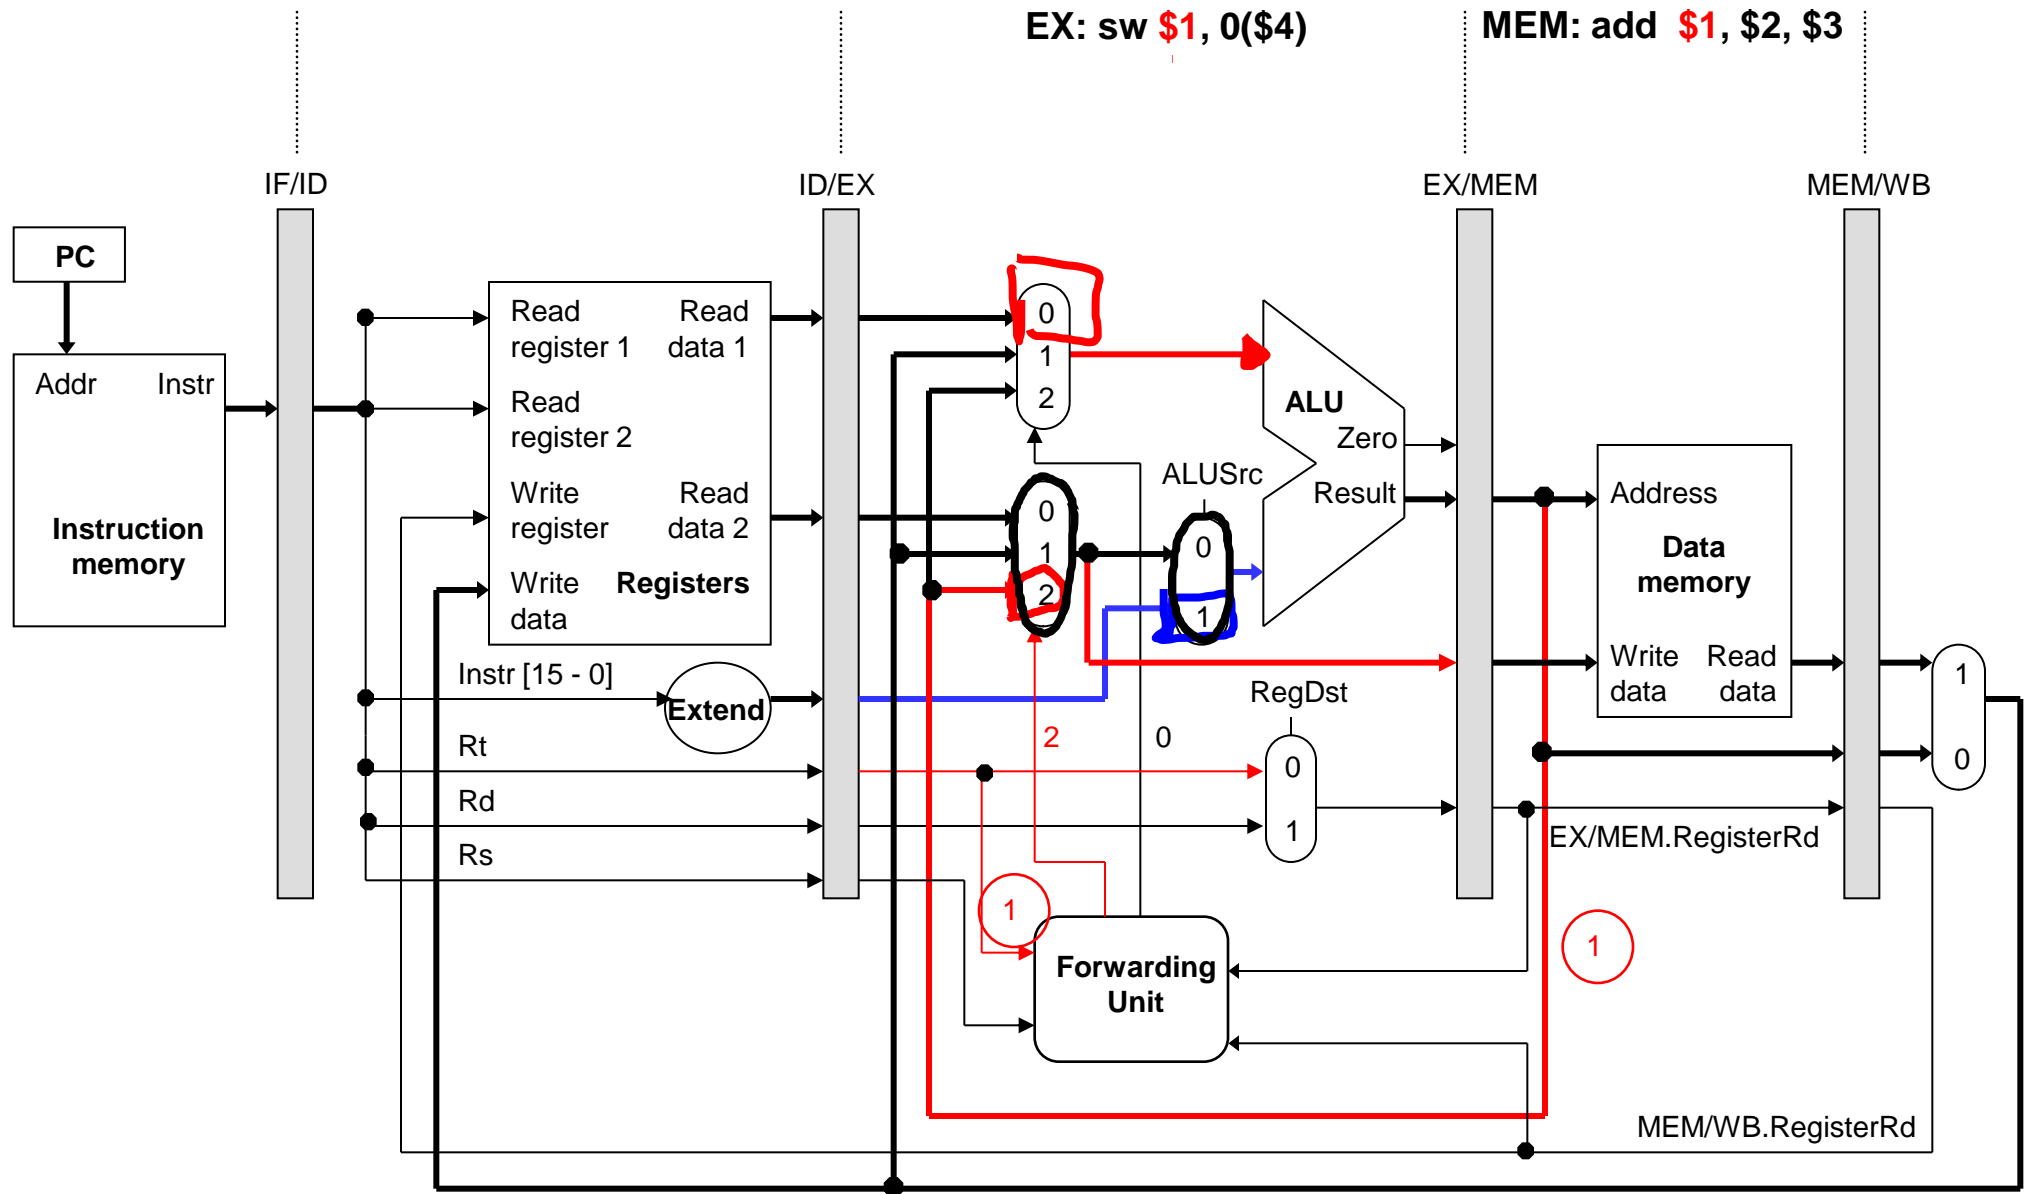 EX: sw $1, 0($4)
MEM: add $1, $2, $3
IF/ID
ID/EX
EX/MEM
MEM/WB
PC
Addr Instr
Instruction
memory
Read
register 1
Read
data 1
Read
register 2
Write
register
Read
data 2
Write
data
Registers
0
1
2
0
1
2
ALUSrc
0
1
ALU
Zero
Result
Address
Data
memory
Write
data
Read
data
1
0
Instr [15 - 0]
Extend
Rt
Rd
Rs
2
0
RegDst
0
1
EX/MEM.RegisterRd
1
1
Forwarding
Unit
MEM/WB.RegisterRd